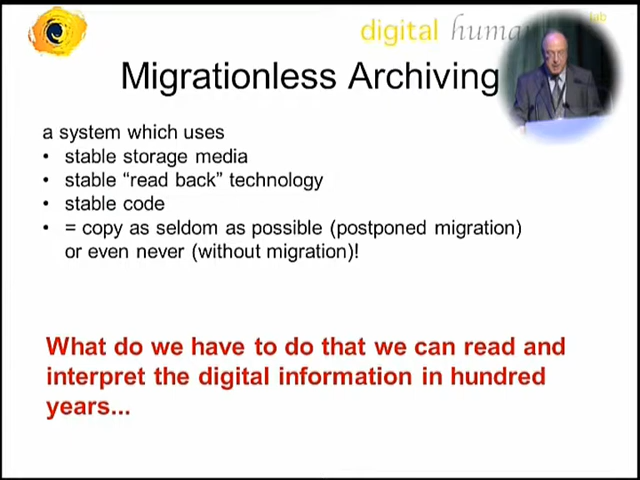 digital
lab
Migrationless Archiving
a system which uses
• stable storage media
• stable “read back” technology
• stable code
• = copy as seldom as possible (postponed migration)
or even never (without migration)!
What do we have to do that we can read and
interpret the digital information in hundred
years...